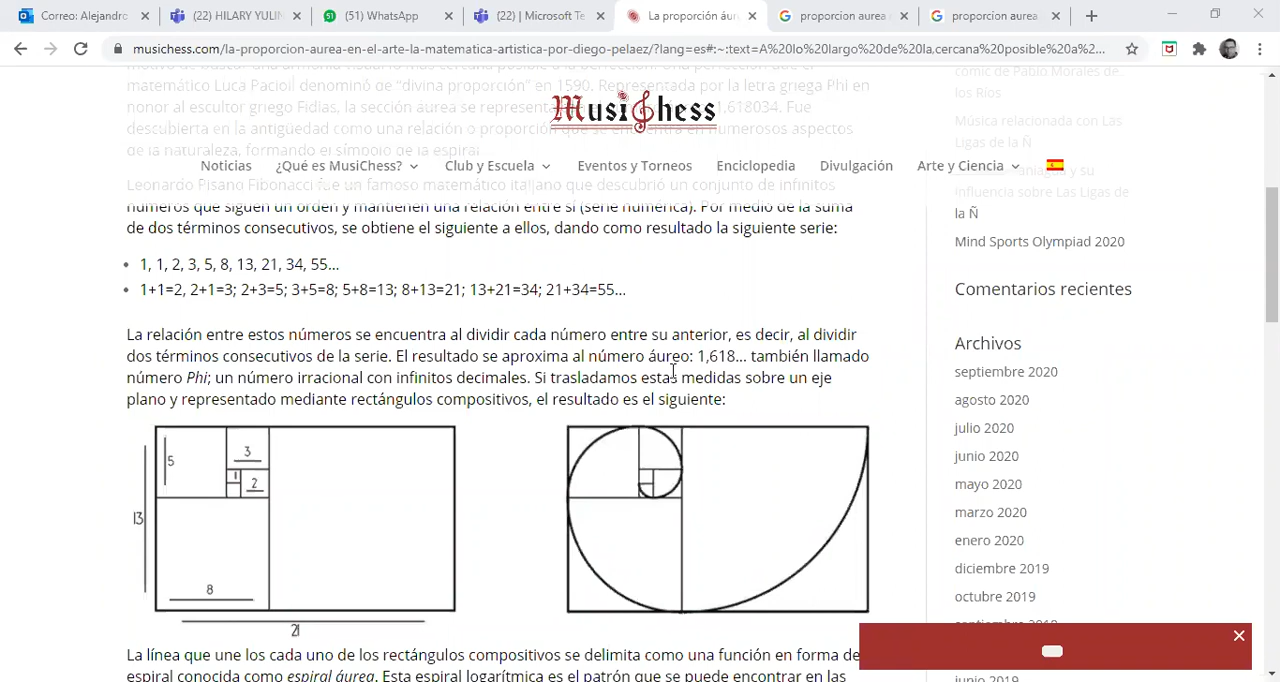 Correo: Alejandro
(22) HILARY YULIN
(51) WhatsApp
(22) | Microsoft Te
La proporción áur
proporcion aurea
proporcion aurea
musichess.com/la-proporcion-aurea-en-el-arte-la-matematica-artistica-por-diego-pelaez/?lang=es#:~:text=A%20lo%20largo%20de%20la,cercana%20posible%20a%...
matemático Luca Pacioli denominó de “divina proporción” en 1590. Representada por la letra griega Phi en
honor al escultor griego Fidias, la sección áurea se representa
1,618034. Fue
descubierta en la antigüedad como una relación o proporción que se encuentra en numerosos aspectos
de la naturaleza, formando el símbolo de la espiral
MusiChess
Noticias
¿Qué es MusiChess?
Club y Escuela
Eventos y Torneos
Enciclopedia
Divulgación
Arte y Ciencia
Leonardo Pisano Fibonacci fue un famoso matemático italiano que descubrió un conjunto de infinitos
números que siguen un orden y mantienen una relación entre sí (serie numérica). Por medio de la suma
de dos términos consecutivos, se obtiene el siguiente a ellos, dando como resultado la siguiente serie:
• 1, 1, 2, 3, 5, 8, 13, 21, 34, 55…
• 1+1=2, 2+1=3; 2+3=5; 3+5=8; 5+8=13; 8+13=21; 13+21=34; 21+34=55…
La relación entre estos números se encuentra al dividir cada número entre su anterior, es decir, al dividir
dos términos consecutivos de la serie. El resultado se aproxima al número áureo: 1,618… también llamado
número Phi; un número irracional con infinitos decimales. Si trasladamos estas medidas sobre un eje
plano y representado mediante rectángulos compositivos, el resultado es el siguiente:
5
3
1
2
13
8
21
La línea que une los cada uno de los rectángulos compositivos se delimita como una función en forma de
espiral conocida como espiral áurea. Esta espiral logarítmica es el patrón que se puede encontrar en las
cómic de Pablo Morales de
los Ríos
Música relacionada con Las
Ligas de la Ñ
y su
influencia sobre Las Ligas de
la Ñ
Mind Sports Olympiad 2020
Comentarios recientes
Archivos
septiembre 2020
agosto 2020
julio 2020
junio 2020
mayo 2020
marzo 2020
enero 2020
diciembre 2019
octubre 2019
septiembre 2019
junio 2019